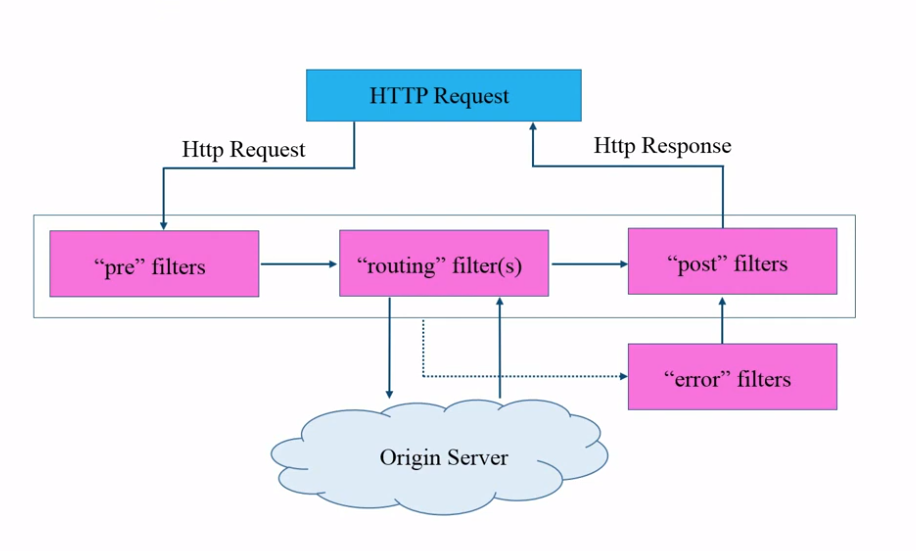 HTTP Request
Http Request
Http Response
“pre” filters
“routing” filter(s)
“post” filters
“error” filters
Origin Server